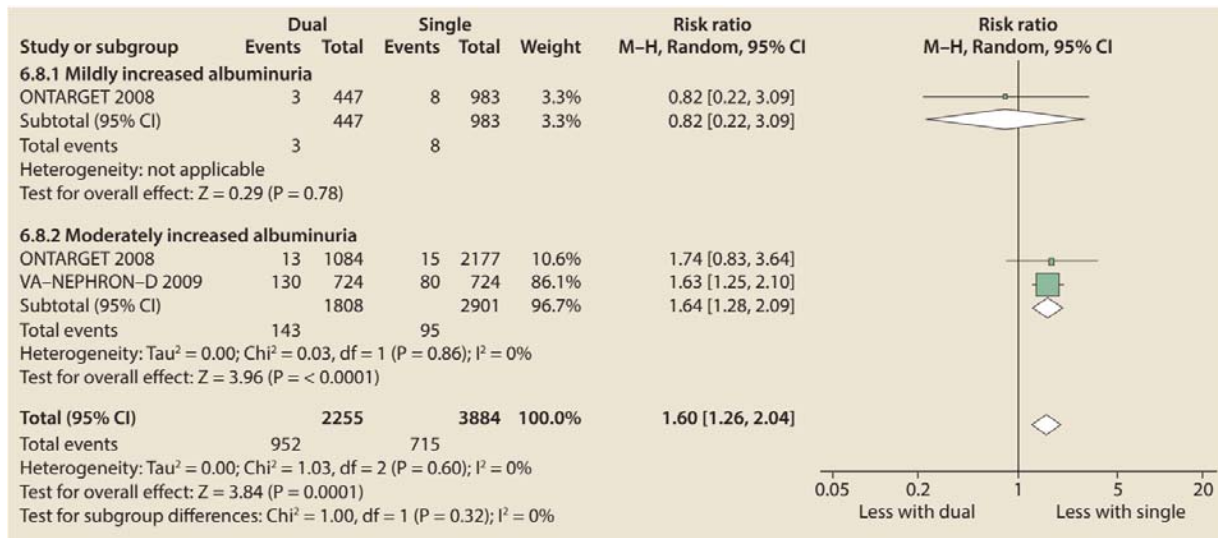 Dual Single Risk ratio Risk ratio
Study or subgroup Events Total Events Total Weight M–H, Random, 95% CI M–H, Random, 95% CI
6.8.1 Mildly increased albuminuria
ONTARGET 2008 3 447 8 983 3.3% 0.82 [0.22, 3.09]
Subtotal (95% CI) 447 983 3.3% 0.82 [0.22, 3.09]
Total events 3 8
Heterogeneity: not applicable
Test for overall effect: Z = 0.29 (P = 0.78)
6.8.2 Moderately increased albuminuria
ONTARGET 2008 13 1084 15 2177 10.6% 1.74 [0.83, 3.64]
VA–NEPHRON–D 2009 130 724 80 724 86.1% 1.63 [1.25, 2.10]
Subtotal (95% CI) 1808 2901 96.7% 1.64 [1.28, 2.09]
Total events 143 95
Heterogeneity: Tau² = 0.00; Chi² = 0.03, df = 1 (P = 0.86); I² = 0%
Test for overall effect: Z = 3.96 (P = < 0.0001)
Total (95% CI) 2255 3884 100.0% 1.60 [1.26, 2.04]
Total events 952 715
Heterogeneity: Tau² = 0.00; Chi² = 1.03, df = 2 (P = 0.60); I² = 0%
Test for overall effect: Z = 3.84 (P = 0.0001)
Test for subgroup differences: Chi² = 1.00, df = 1 (P = 0.32); I² = 0%
0.05 0.2 1 5 20
Less with dual Less with single